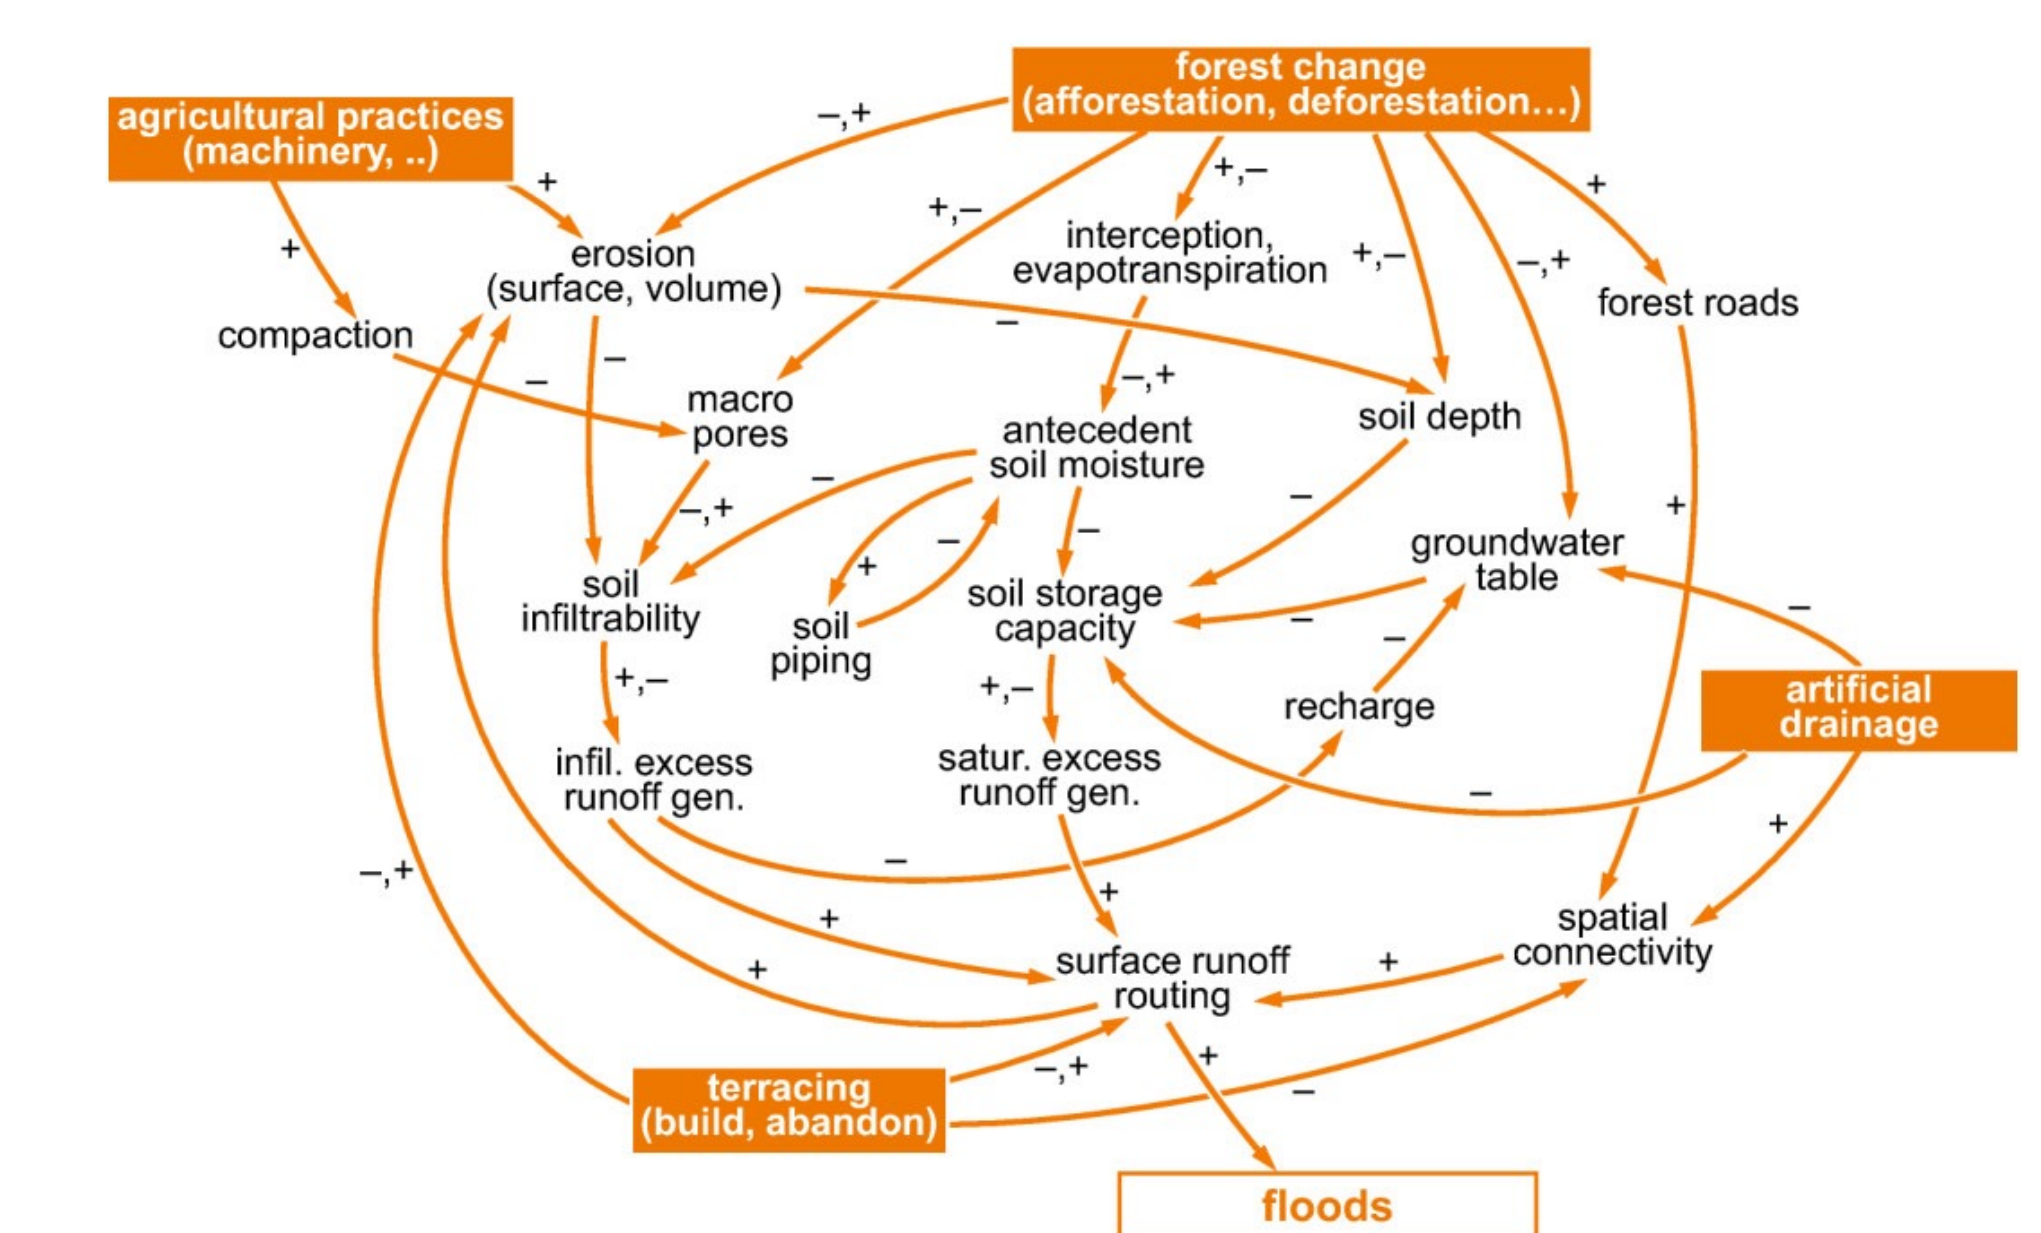 forest change
(afforestation, deforestation...)
agricultural practices
(machinery, ..)
–,+
+
+,–
+
+,–
+
interception,
evapotranspiration
+,–
–,+
erosion
(surface, volume)
forest roads
compaction
–
–
–
–,+
macro
pores
soil depth
antecedent
soil moisture
–
–
–,+
+
–
–
groundwater
table
+
–
soil
infiltrability
soil storage
capacity
–
–
soil
piping
–
+,–
+,–
recharge
artificial
drainage
infil. excess
runoff gen.
satur. excess
runoff gen.
–
+
–
–,+
+
+
spatial
connectivity
surface runoff
routing
+
+
+
–,+
–
terracing
(build, abandon)
floods